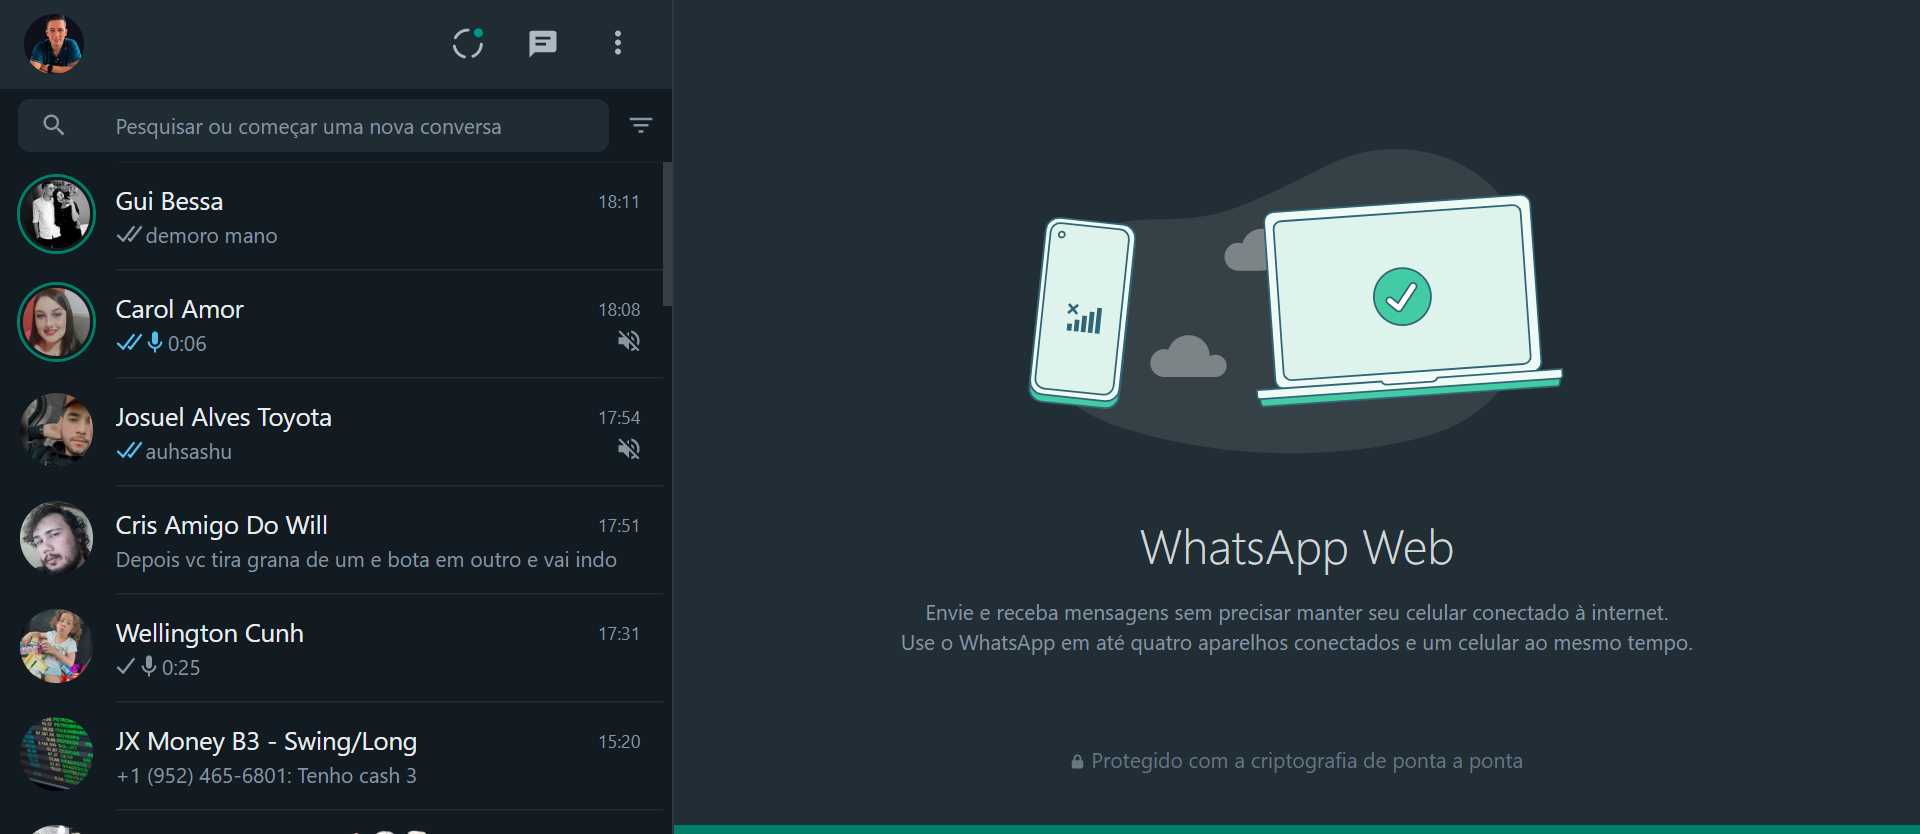 Pesquisar ou começar uma nova conversa
Gui Bessa
18:11
demoro mano
Carol Amor
18:08
0:06
Josuel Alves Toyota
17:54
auhsashu
Cris Amigo Do Will
17:51
Depois vc tira grana de um e bota em outro e vai indo
Wellington Cunh
17:31
0:25
JX Money B3 - Swing/Long
15:20
+1 (952) 465-6801: Tenho cash 3
WhatsApp Web
Envie e receba mensagens sem precisar manter seu celular conectado à internet.
Use o WhatsApp em até quatro aparelhos conectados e um celular ao mesmo tempo.
Protegido com a criptografia de ponta a ponta